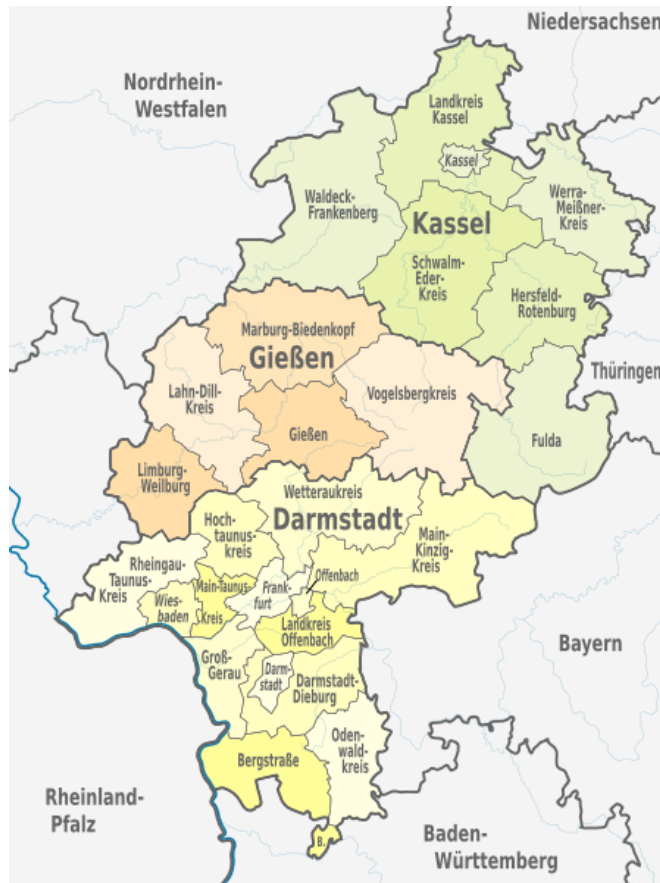 Niedersachsen
Nordrhein-
Westfalen
Landkreis
Kassel
Kassel
Waldeck-
Frankenberg
Werra-
Meißner-
Kreis
Kassel
Schwalm-
Eder-
Kreis
Hersfeld-
Rotenburg
Marburg-Biedenkopf
Gießen
Thüringen
Lahn-Dill-
Kreis
Vogelsbergkreis
Gießen
Fulda
Limburg-
Weilburg
Wetteraukreis
Darmstadt
Hoch-
taunus-
kreis
Main-
Kinzig-
Kreis
Rheingau-
Taunus-
Kreis
Offenbach
Main-Taunus-
Kreis
Frank-
furt
Wies-
baden
Landkreis
Offenbach
Bayern
Groß-
Gerau
Darm-
stadt
Darmstadt-
Dieburg
Oden-
wald-
kreis
Bergstraße
Rheinland-
Pfalz
B.
Baden-
Württemberg